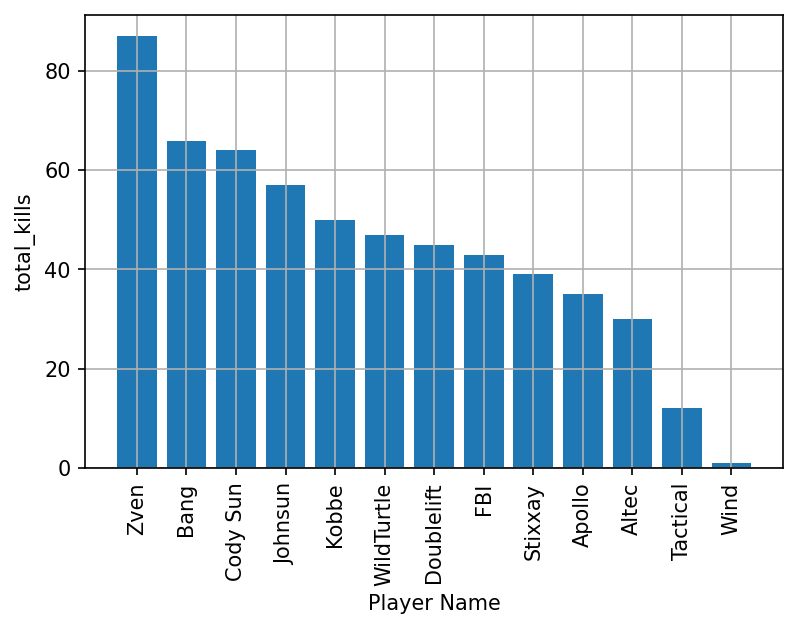 80
60
40
20
0
total_kills
Zven
Bang
Cody Sun
Johnsun
Kobbe
WildTurtle
Doublelift
FBI
Stixxay
Apollo
Altec
Tactical
Wind
Player Name